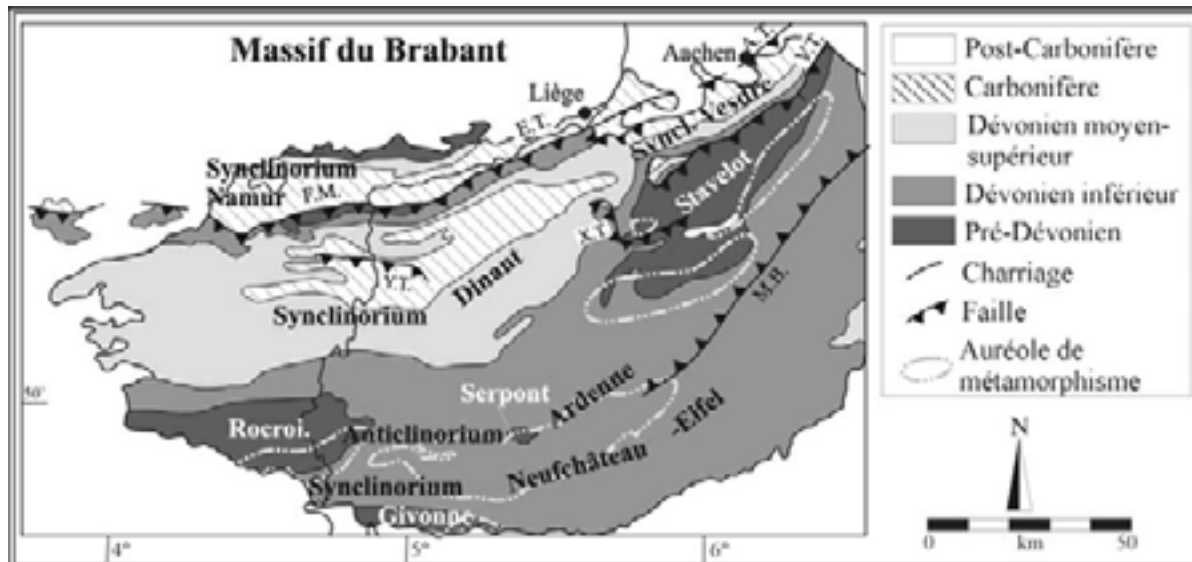 Massif du Brabant
Aachen
A.T.
V.T.
Liège
E.T.
Syncl. Vesdre
Synclinorium
Namur
F.M.
Stavelot
X.T.
Y.T.
Dinant
Synclinorium
M.B.
50°
Serpont
Ardenne
Rocroi.
Anticlinorium
-Eifel
Neufchâteau
Synclinorium
Givonne
4°
5°
6°
Post-Carbonifère
Carbonifère
Dévonien moyen-
supérieur
Dévonien inférieur
Pré-Dévonien
Charriage
Faille
Auréole de
métamorphisme
N
0
km
50